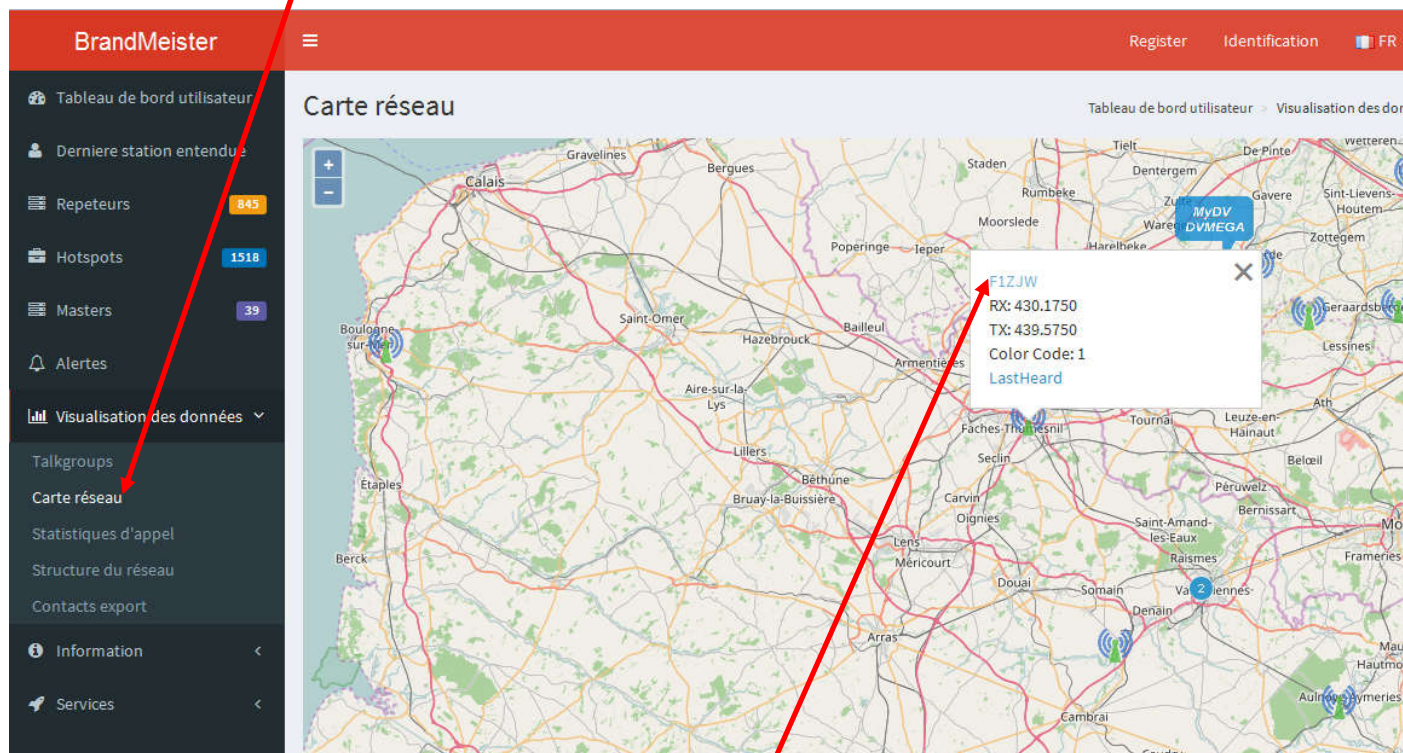 BrandMeister
Register Identification FR
Tableau de bord utilisateur
Derniere station entendue
Repeteurs 845
Hotspots 1518
Masters 39
Alertes
Visualisation des données
Talkgroups
Carte réseau
Statistiques d'appel
Structure du réseau
Contacts export
Information
Services
Carte réseau
Tableau de bord utilisateur > Visualisation des don
Gravelines
Bergues
Calais
Staden
Tielt
De Pinte
Wetteren
Dentergem
Rumbeke
Gavere
Sint-Lievens-
Houtem
Zulte
MyDV
DVMEGA
Moorslede
Zottegem
Poperinge
Ieper
Harelbeke
F1ZJW
RX: 430.1750
TX: 439.5750
Color Code: 1
LastHeard
Saint-Omer
Bailleul
Boulogne-
sur-Mer
Hazebrouck
Armentières
Geraardsberge
Lessines
Aire-sur-la-
Lys
Ath
Faches-Thumesnil
Tournai
Leuze-en-
Hainaut
Lillers
Seclin
Belœil
Étaples
Béthune
Péruwelz
Bruay-la-Buissière
Carvin
Bernissart
Oignies
Saint-Amand-
les-Eaux
Mo
Lens
Berck
Méricourt
Raismes
Frameries
Douai
Somain
2
Denain
Arras
Mau
Hautmo
Cambrai